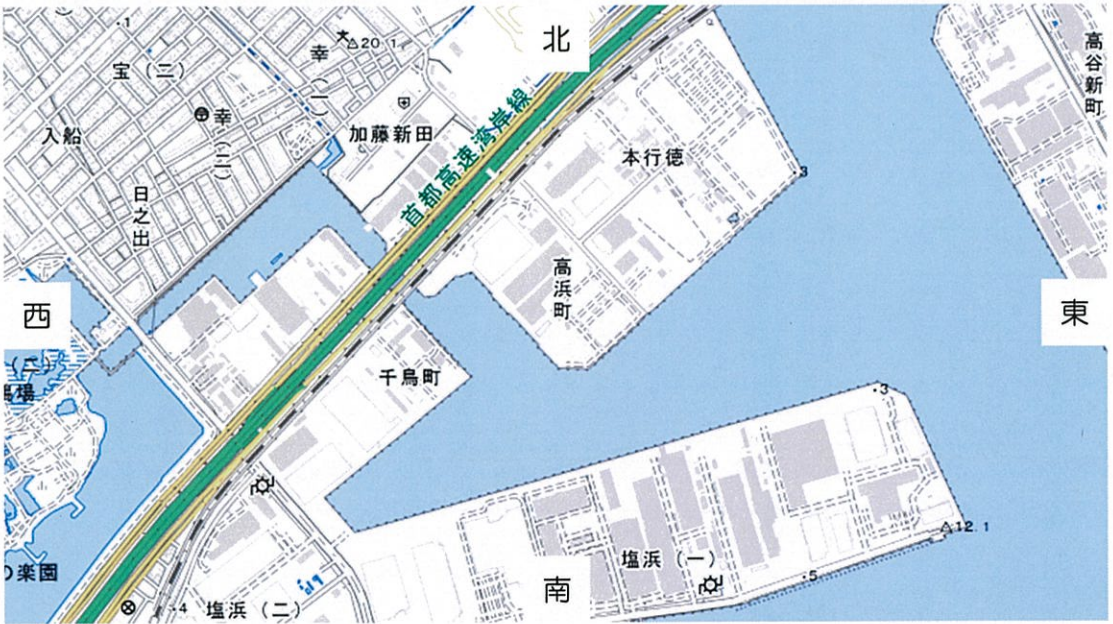 北
高谷新町
・1
20.1
宝(二)
幸(一)
幸(二)
入船
加藤新田
首都高速湾岸線
本行徳
・3
日之出
高浜町
西
東
(三)
千鳥町
・3
12.1
の楽園
塩浜(一)
・5
南
・4
塩浜(二)